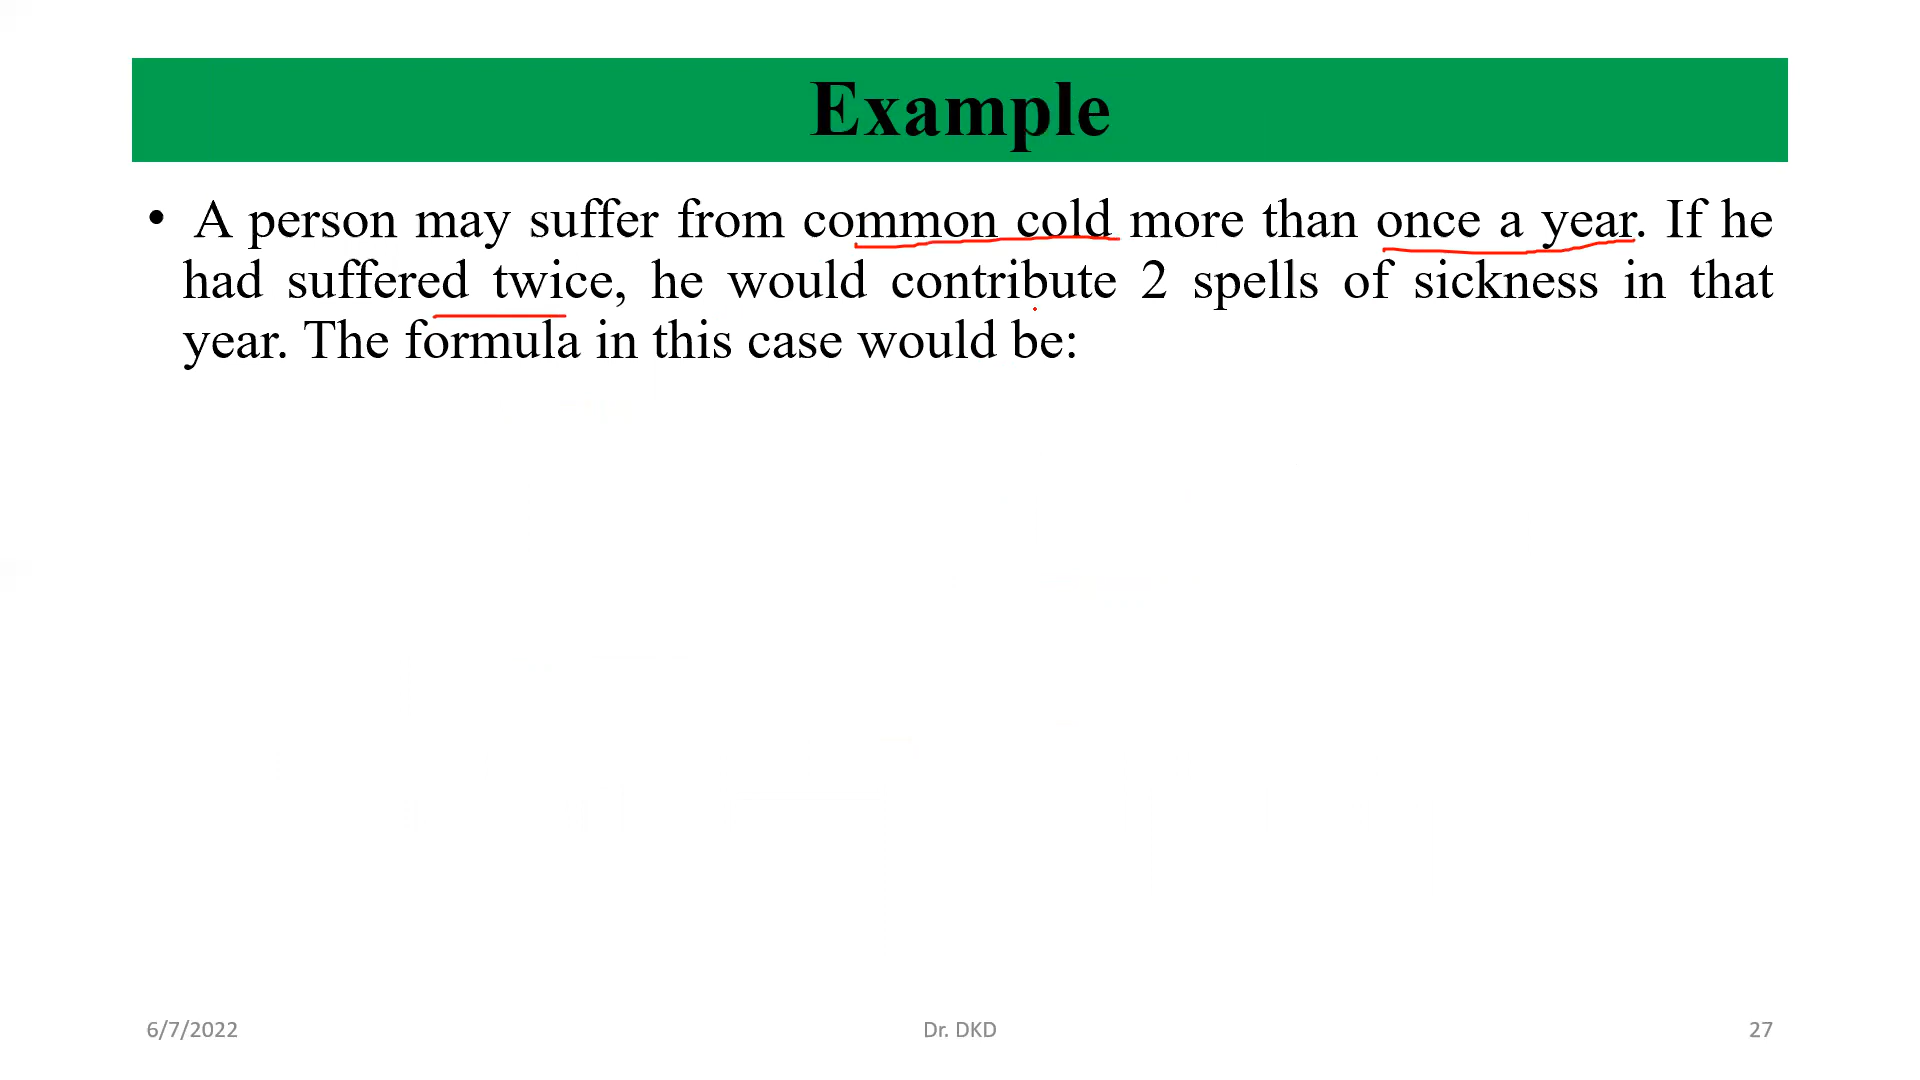 Example
• A person may suffer from common cold more than once a year. If he
had suffered twice, he would contribute 2 spells of sickness in that
year. The formula in this case would be:
6/7/2022
Dr. DKD
27